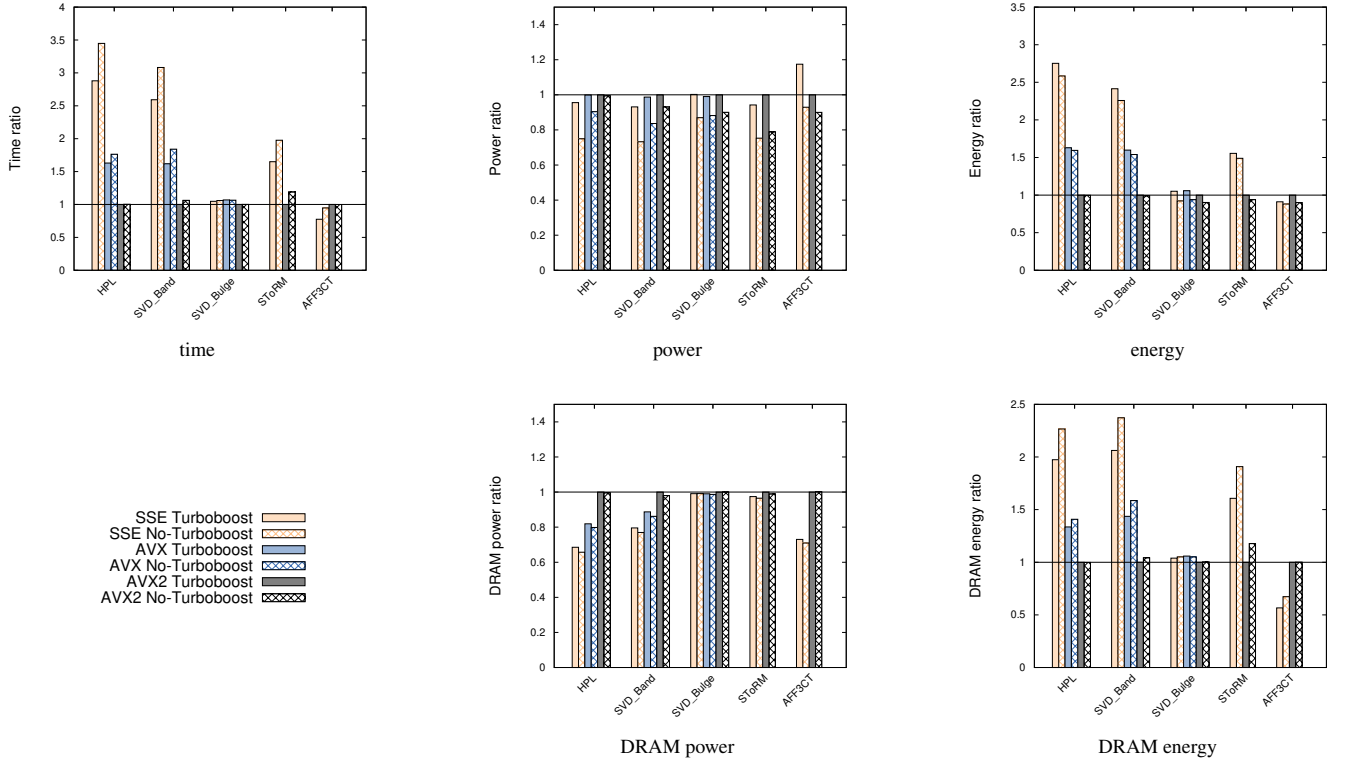 Time ratio
4
3.5
3
2.5
2
1.5
1
0.5
0
HPL
SVD_Band
SVD_Bulge
SToRM
AFF3CT
time
Power ratio
1.4
1.2
1
0.8
0.6
0.4
0.2
0
HPL
SVD_Band
SVD_Bulge
SToRM
AFF3CT
power
Energy ratio
3.5
3
2.5
2
1.5
1
0.5
0
HPL
SVD_Band
SVD_Bulge
SToRM
AFF3CT
energy
SSE Turboboost
SSE No-Turboboost
AVX Turboboost
AVX No-Turboboost
AVX2 Turboboost
AVX2 No-Turboboost
DRAM power ratio
1.4
1.2
1
0.8
0.6
0.4
0.2
0
HPL
SVD_Band
SVD_Bulge
SToRM
AFF3CT
DRAM power
DRAM energy ratio
2.5
2
1.5
1
0.5
0
HPL
SVD_Band
SVD_Bulge
SToRM
AFF3CT
DRAM energy